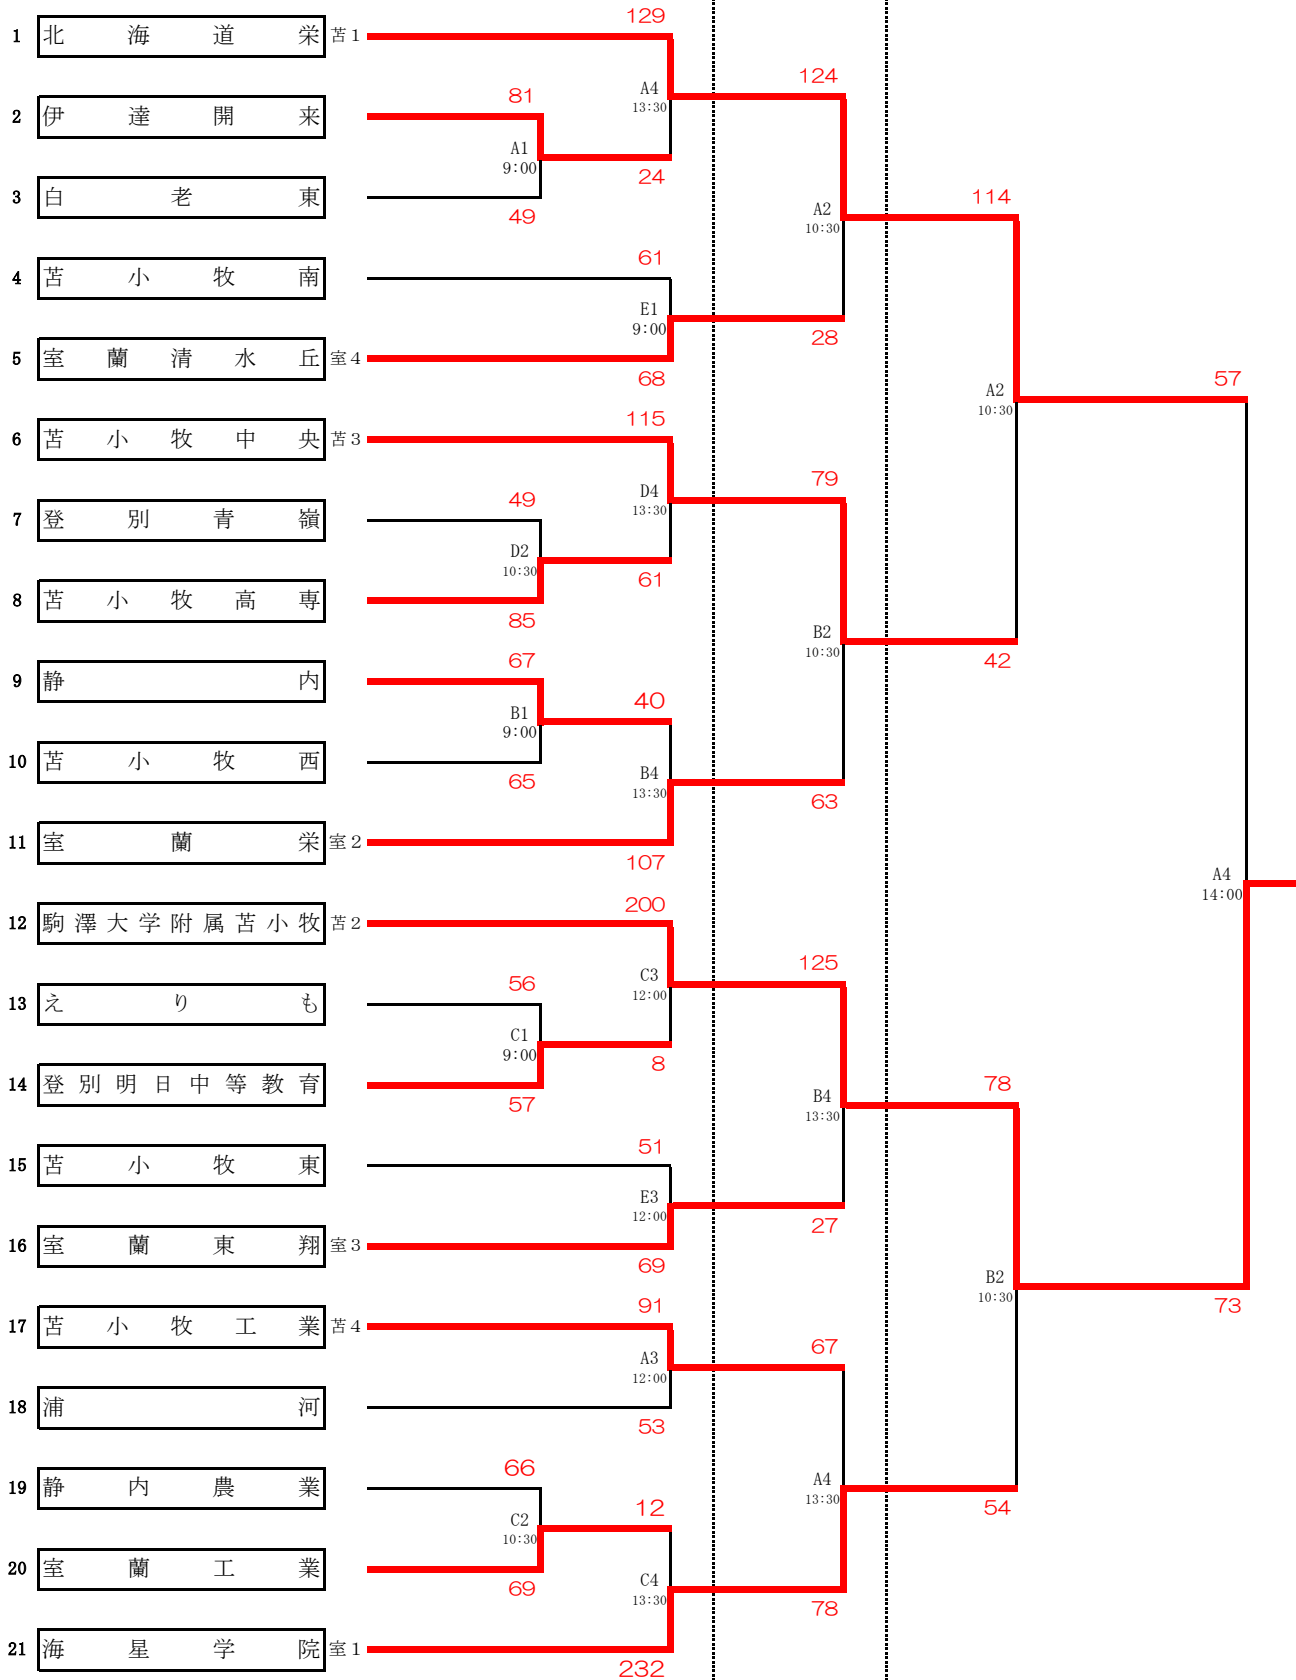 129
1 北海道栄 苫1
124
A4
13:30
81
2 伊達開来
A1
9:00
24
3 白老東
49
A2
10:30
114
61
4 苫小牧南
E1
9:00
28
5 室蘭清水丘 室4
68
57
A2
10:30
115
6 苫小牧中央 苫3
79
D4
13:30
49
7 登別青嶺
D2
10:30
61
8 苫小牧高専
85
B2
10:30
42
67
9 静内
40
B1
9:00
10 苫小牧西
65
B4
13:30
63
11 室蘭栄 室2
107
A4
14:00
200
12 駒澤大学附属苫小牧 苫2
125
C3
12:00
56
13 えりも
C1
9:00
8
14 登別明日中等教育
57
78
B4
13:30
51
15 苫小牧東
E3
12:00
27
16 室蘭東翔 室3
69
B2
10:30
73
91
17 苫小牧工業 苫4
67
A3
12:00
18 浦河
53
66
19 静内農業
A4
13:30
54
12
C2
10:30
20 室蘭工業
69
C4
13:30
78
21 海星学院 室1
232